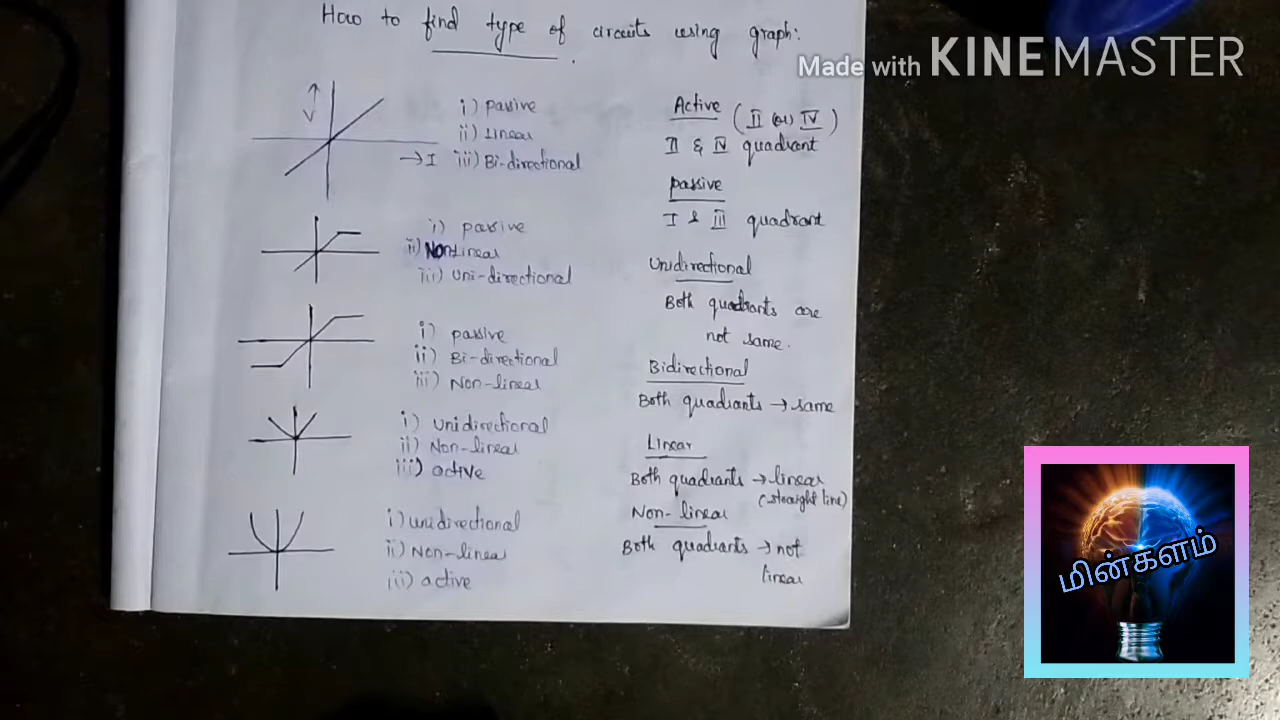 How to find type of circuits using graph:
Made with KINEMASTER
i) passive
ii) Linear
→ I iii) Bi-directional
i) passive
ii) Non Linear
iii) Uni-directional
i) passive
ii) Bi-directional
iii) Non-linear
i) unidirectional
ii) Non-linear
iii) active
i) unidirectional
ii) Non-linear
iii) active
Active (II (or) IV)
II & IV quadrant
passive
I & III quadrant
Unidirectional
Both quadrants are
not same.
Bidirectional
Both quadrants → same
Linear
Both quadrants → linear
(straight line)
Non-linear
Both quadrants → not
linear
மின்களம்